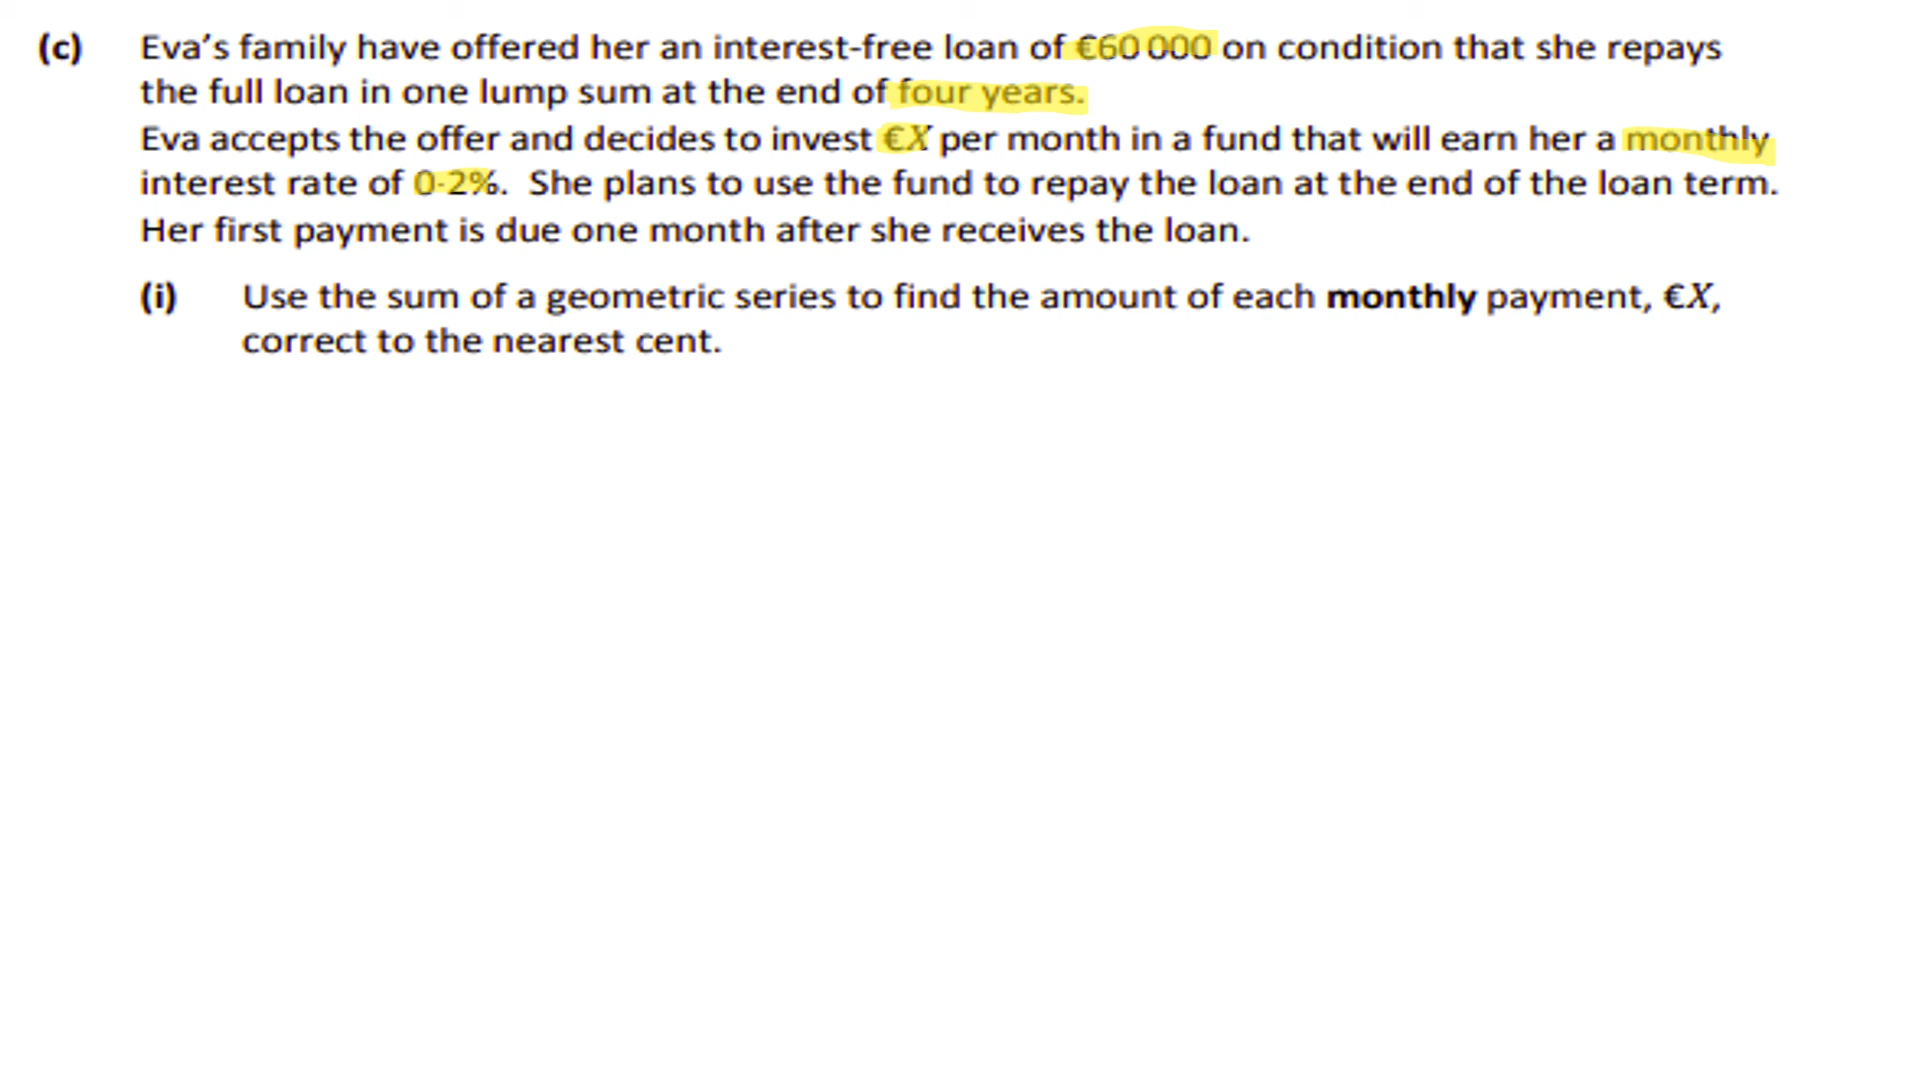 (c) Eva's family have offered her an interest-free loan of €60 000 on condition that she repays
the full loan in one lump sum at the end of four years.
Eva accepts the offer and decides to invest €X per month in a fund that will earn her a monthly
interest rate of 0·2%. She plans to use the fund to repay the loan at the end of the loan term.
Her first payment is due one month after she receives the loan.
(i) Use the sum of a geometric series to find the amount of each monthly payment, €X,
correct to the nearest cent.